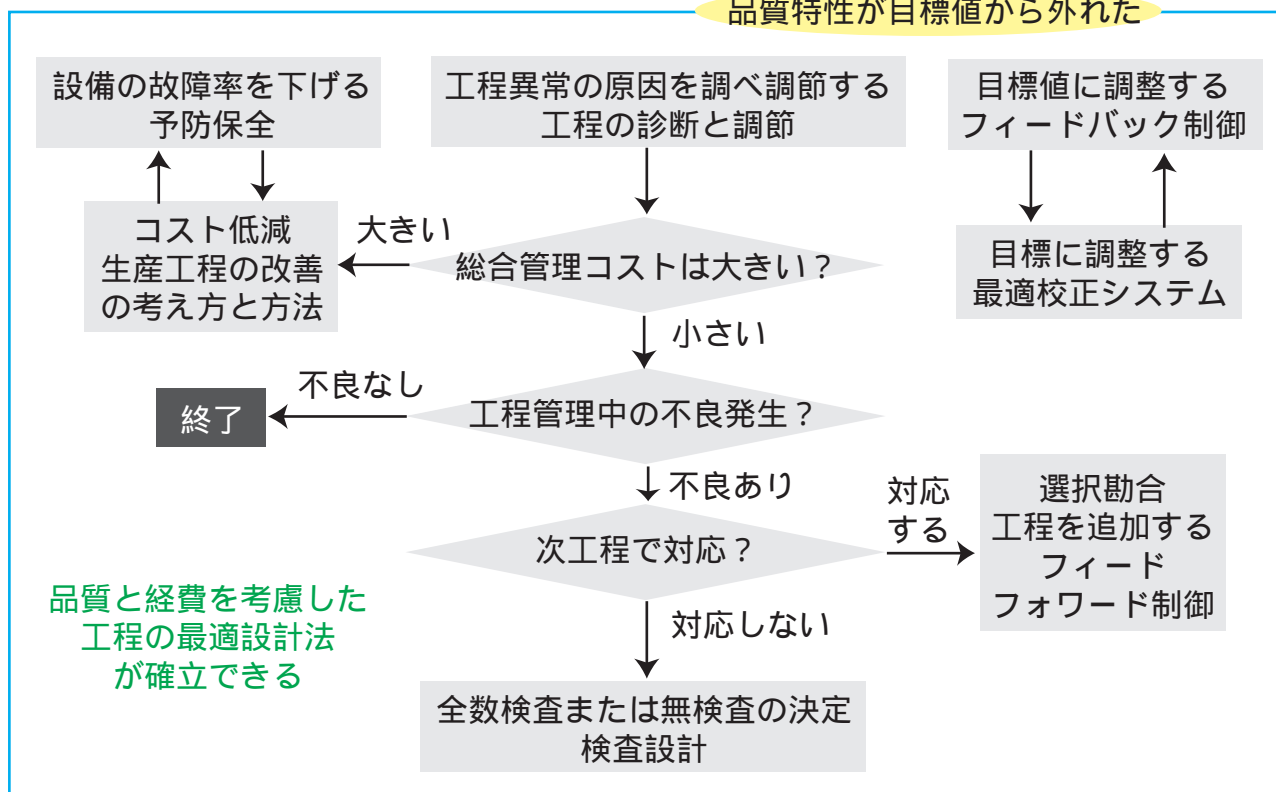 品質特性が目標値から外れた
設備の故障率を下げる
予防保全
工程異常の原因を調べ調節する
工程の診断と調節
目標値に調整する
フィードバック制御
コスト低減
生産工程の改善
の考え方と方法
大きい
総合管理コストは大きい？
目標に調整する
最適校正システム
小さい
終了
不良なし
工程管理中の不良発生？
不良あり
次工程で対応？
対応
する
選択勘合
工程を追加する
フィード
フォワード制御
対応しない
品質と経費を考慮した
工程の最適設計法
が確立できる
全数検査または無検査の決定
検査設計